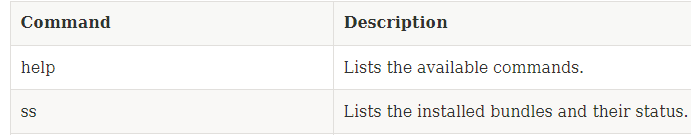 Command Description
help Lists the available commands.
ss Lists the installed bundles and their status.